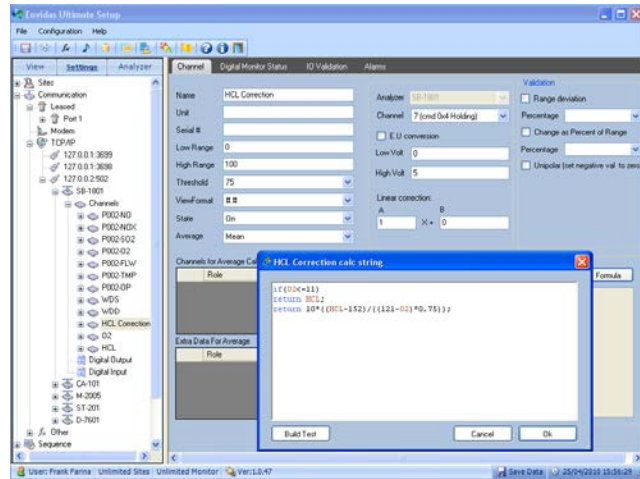 Envidas Ultimate Setup
File Configuration Help
View Settings Analyzer
Sites
Communication
Leased
Port 1
Modem
TCP/IP
127.0.0.1:3699
127.0.0.1:3698
127.0.0.2:502
SB-1801
Channels
P002-NO
P002-NOX
P002-SO2
P002-O2
P002-FLW
P002-TMP
P002-OP
WDS
WDD
HCL Correction
O2
HCL
Digital Output
Digital Input
CA-101
M-2005
ST-201
D-7601
Other
Sequence
Channel Digital Monitor Status IO Validation Alarms
Name HCL Correction
Unit
Serial #
Low Range 0
High Range 100
Threshold 75
ViewFormat #.#
State On
Average Mean
Analyzer SB-1801
Channel 7 (cmd 0x4 Holding)
E.U conversion
Low Volt 0
High Volt 5
Linear correction:
A B
1 X + 0
Validation
Range deviation
Percentage
Change as Percent of Range
Percentage
Unipolar (set negative val to zero
Channels for Average Cal
Role
Formula
Extra Data For Average
Role
HCL Correction calc string
if(O2<=11)
return HCL;
return 10*((HCL-152)/((121-O2)*0.75));
Build Test Cancel Ok
User: Frank Farina Unlimited Sites Unlimited Monitor Ver:1.0.47 Save Data 25/04/2010 15:56:29